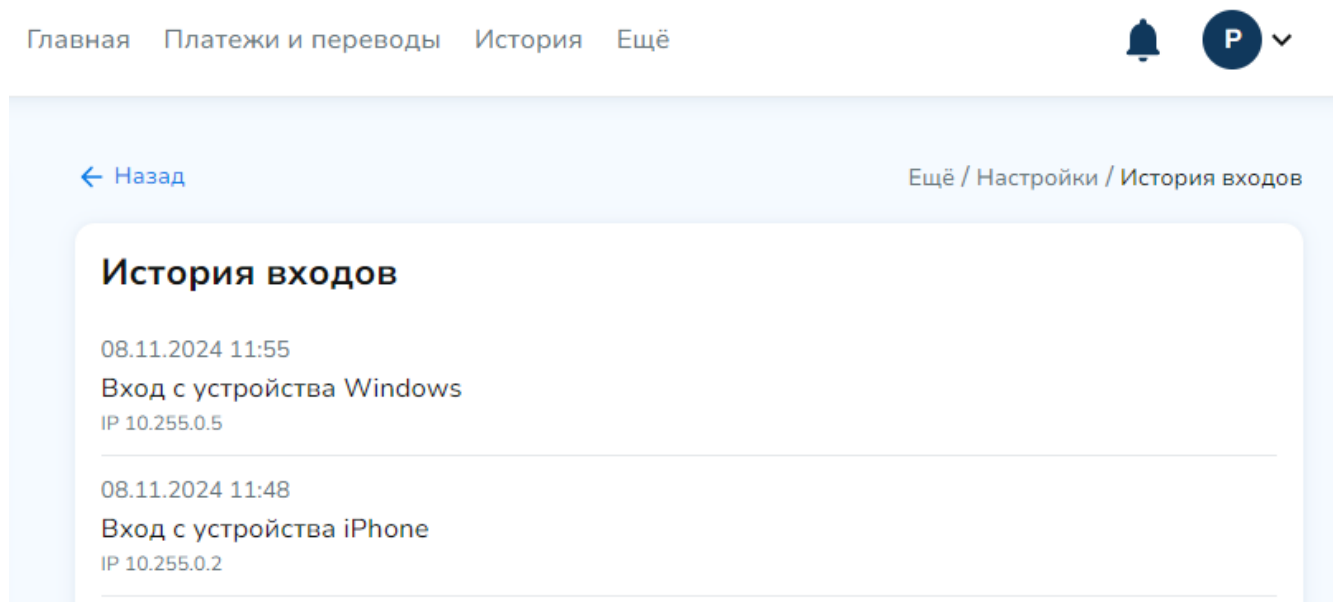 Главная Платежи и переводы История Ещё P
← Назад Ещё / Настройки / История входов
История входов
08.11.2024 11:55
Вход с устройства Windows
IP 10.255.0.5
08.11.2024 11:48
Вход с устройства iPhone
IP 10.255.0.2